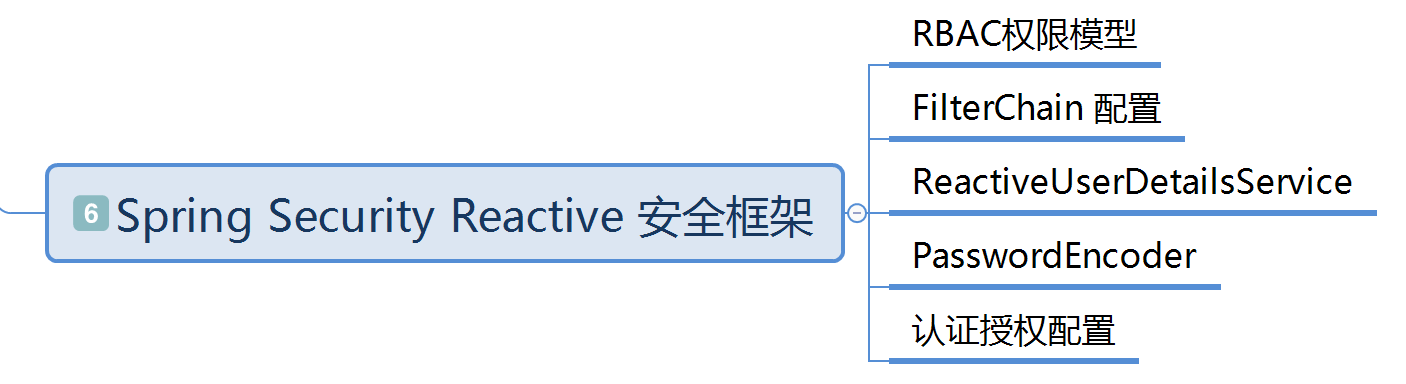 RBAC权限模型
FilterChain 配置
6 Spring Security Reactive 安全框架
ReactiveUserDetailsService
PasswordEncoder
认证授权配置